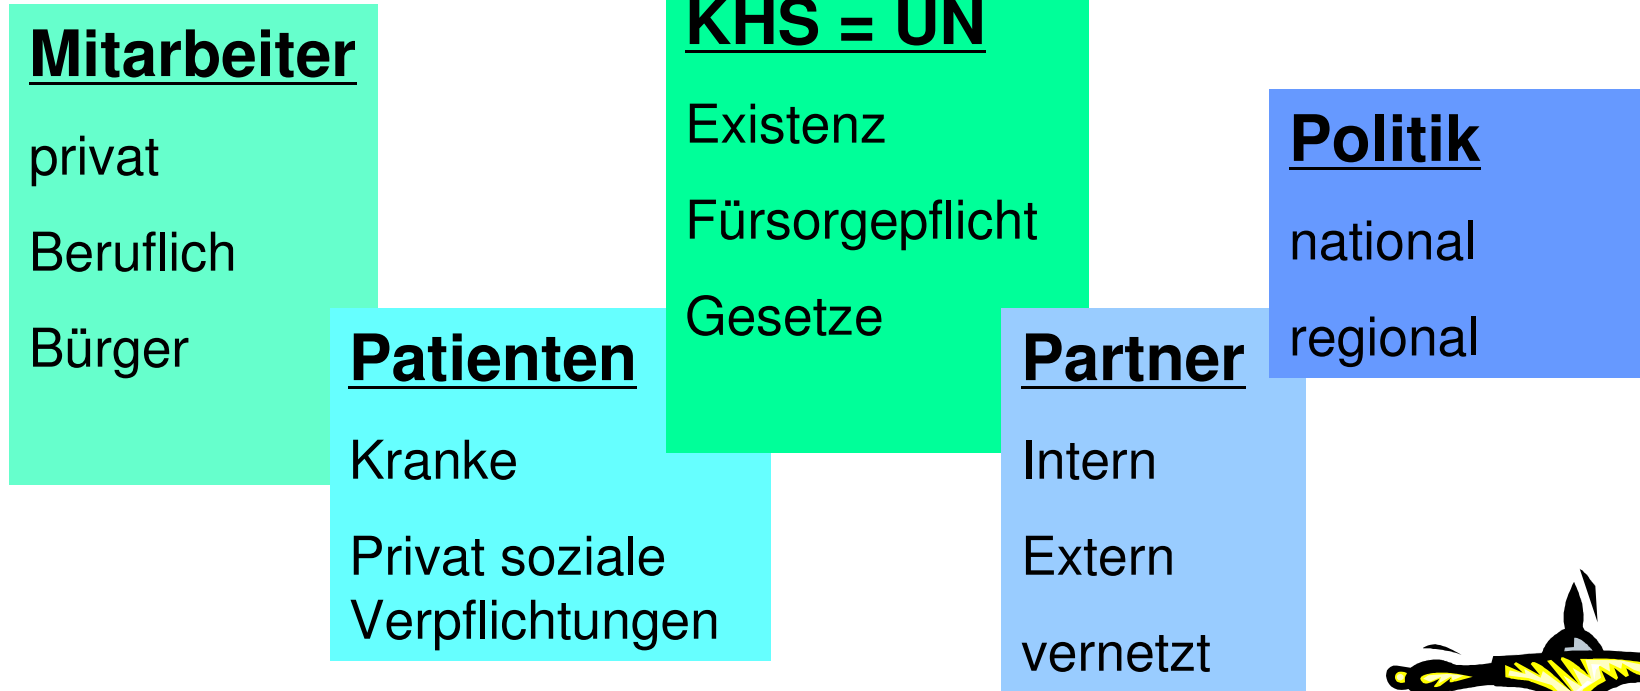 Mitarbeiter
privat
Beruflich
Bürger
Patienten
Kranke
Privat soziale
Verpflichtungen
KHS = UN
Existenz
Fürsorgepflicht
Gesetze
Partner
Intern
Extern
vernetzt
Politik
national
regional